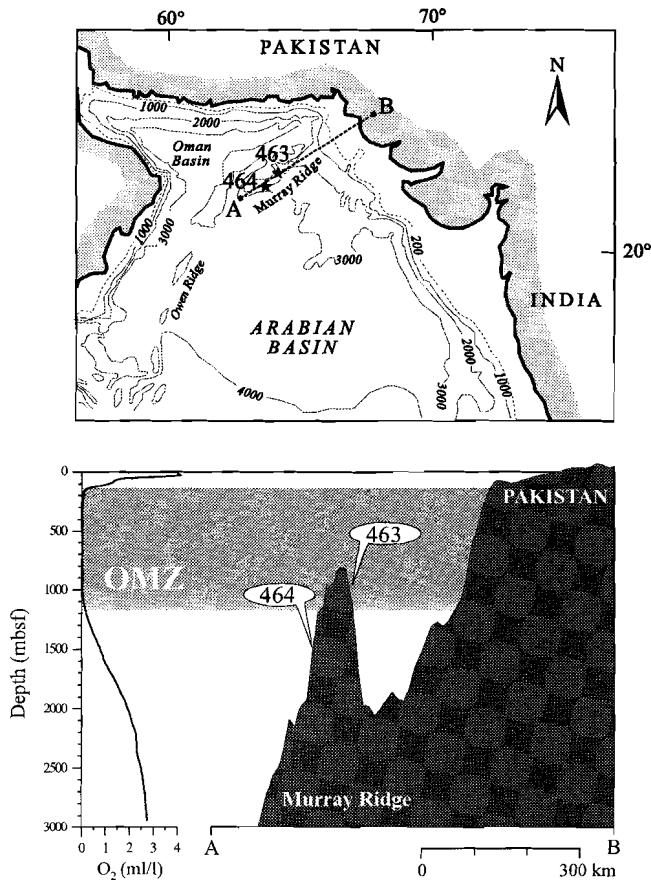 60° 70°
PAKISTAN
N
B
1000
2000
Oman
Basin
463
464
A
Murray Ridge
1000
3000
200
20°
3000
Owen Ridge
INDIA
ARABIAN
BASIN
2000
1000
3000
4000
0
PAKISTAN
500
463
OMZ
1000
464
1500
Depth (mbsf)
2000
2500
Murray Ridge
3000
0 1 2 3 4 A B
O₂ (ml/l) 0 300 km